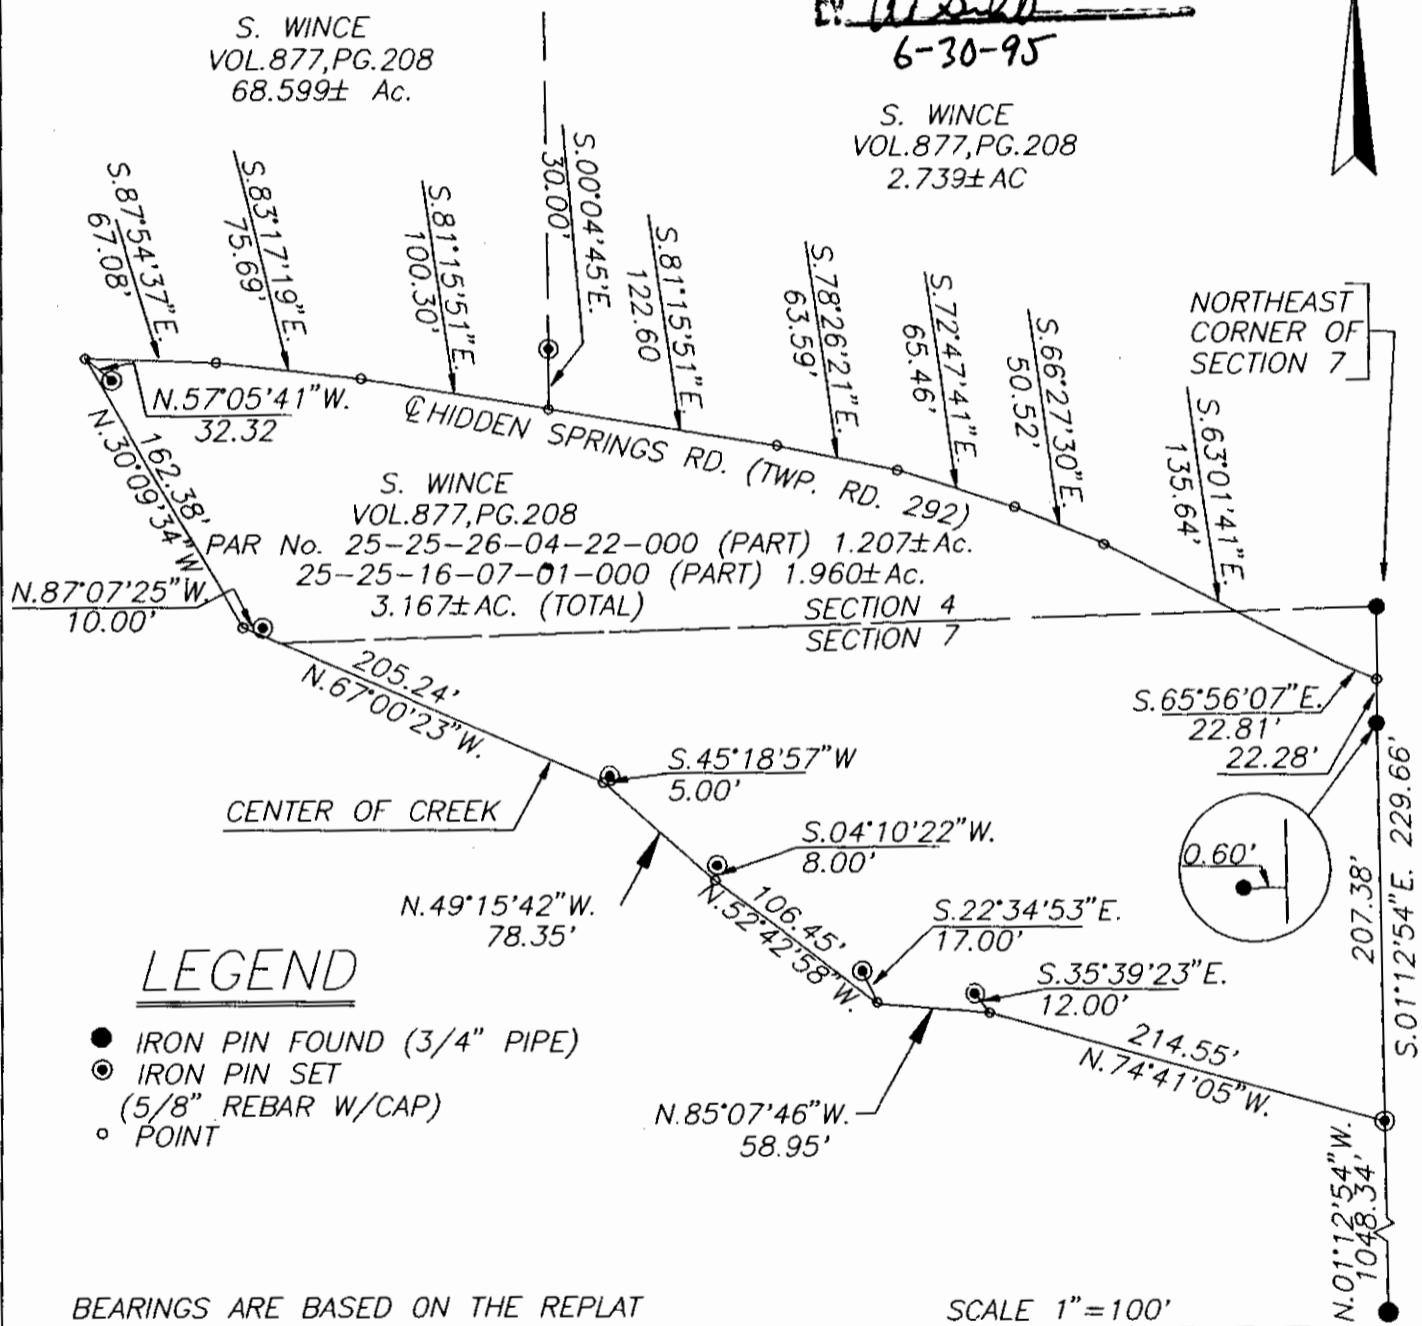 S. WINCE
VOL.877,PG.208
68.599± Ac.
6-30-95
S. WINCE
VOL.877,PG.208
2.739±AC
S.87°54'37"E.
67.08'
S.83°17'19"E.
75.69'
S.81°15'51"E.
100.30'
S.00°04'45"E.
30.00'
S.81°15'51"E.
122.60
S.78°26'21"E.
63.59'
S.72°47'41"E.
65.46'
S.66°27'30"E.
50.52'
S.63°01'41"E.
135.64'
NORTHEAST
CORNER OF
SECTION 7
N.57°05'41"W.
32.32
℄ HIDDEN SPRINGS RD. (TWP. RD. 292)
162.38'
N.30°09'34"W
S. WINCE
VOL.877,PG.208
PAR No. 25-25-26-04-22-000 (PART) 1.207±Ac.
25-25-16-07-01-000 (PART) 1.960±Ac.
3.167±AC. (TOTAL)
SECTION 4
SECTION 7
N.87°07'25"W.
10.00'
205.24'
N.67°00'23"W.
S.65°56'07"E.
22.81'
22.28'
S.45°18'57"W
5.00'
CENTER OF CREEK
S.04°10'22"W.
8.00'
0.60'
207.38'
S.01°12'54"E. 229.66'
N.49°15'42"W.
78.35'
106.45'
N.52°42'58"W.
S.22°34'53"E.
17.00'
S.35°39'23"E.
12.00'
214.55'
N.74°41'05"W.
N.85°07'46"W.
58.95'
LEGEND
IRON PIN FOUND (3/4" PIPE)
IRON PIN SET
(5/8" REBAR W/CAP)
POINT
N.01°12'54"W.
1048.34'
BEARINGS ARE BASED ON THE REPLAT
SCALE 1"=100'